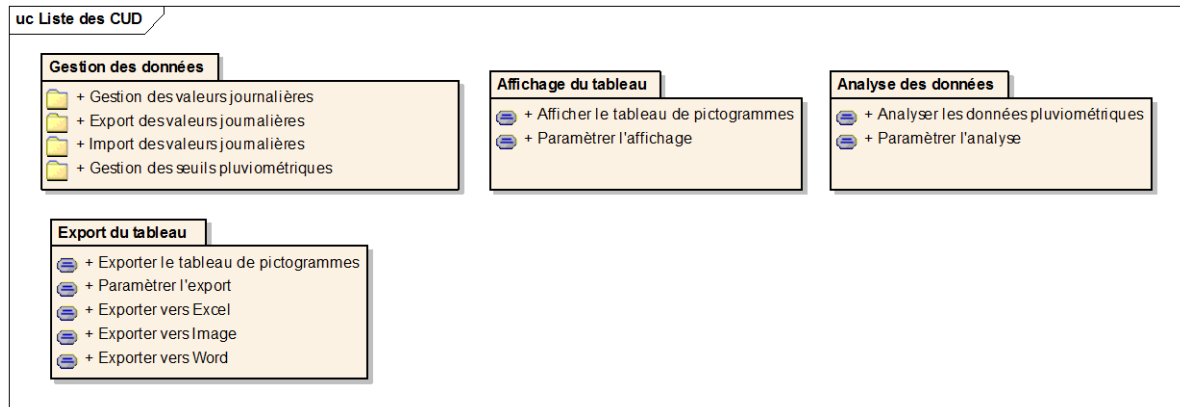 uc Liste des CUD
Gestion des données
+ Gestion des valeurs journalières
+ Export des valeurs journalières
+ Import des valeurs journalières
+ Gestion des seuils pluviométriques
Affichage du tableau
+ Afficher le tableau de pictogrammes
+ Paramètrer l'affichage
Analyse des données
+ Analyser les données pluviométriques
+ Paramètrer l'analyse
Export du tableau
+ Exporter le tableau de pictogrammes
+ Paramètrer l'export
+ Exporter vers Excel
+ Exporter vers Image
+ Exporter vers Word